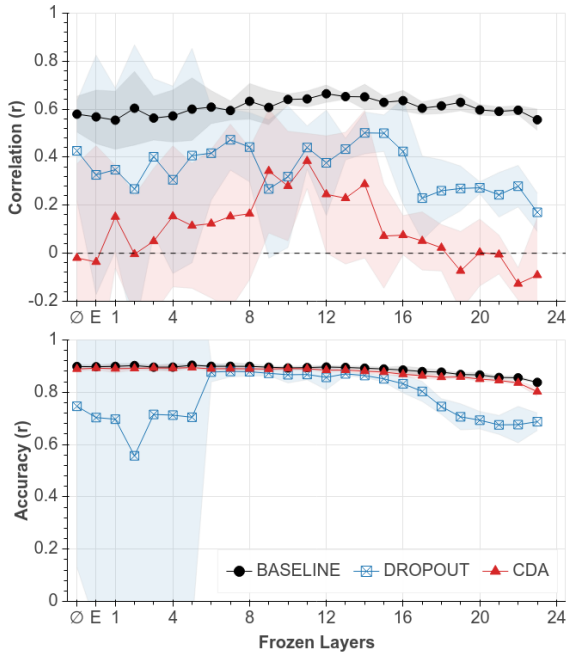 1
0.8
0.6
0.4
0.2
0
-0.2
Correlation (r)
∅ E 1 4 8 12 16 20 24
1
0.8
0.6
0.4
0.2
0
Accuracy (r)
BASELINE DROPOUT CDA
∅ E 1 4 8 12 16 20 24
Frozen Layers